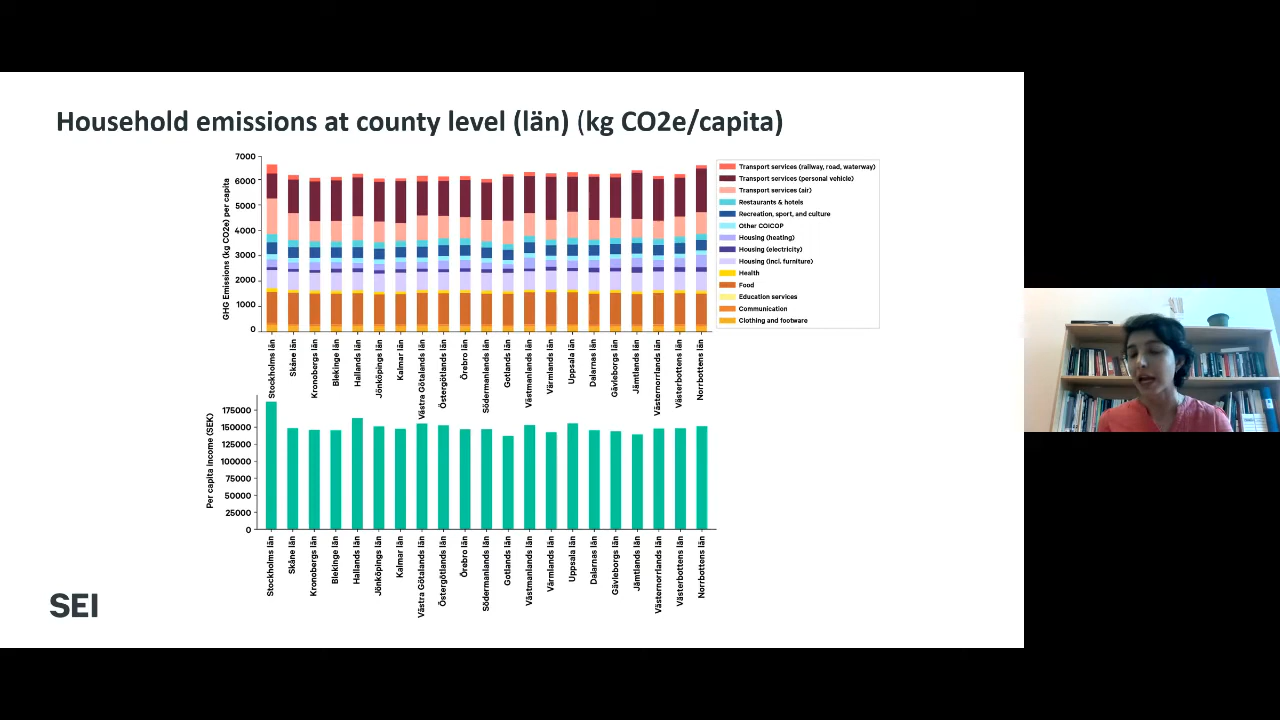 Household emissions at county level (län) (kg CO2e/capita)
GHG Emissions (kg CO2e) per capita
7000
6000
5000
4000
3000
2000
1000
0
Transport services (railway, road, waterway)
Transport services (personal vehicle)
Transport services (air)
Restaurants & hotels
Recreation, sport, and culture
Other COICOP
Housing (heating)
Housing (electricity)
Housing (incl. furniture)
Health
Food
Education services
Communication
Clothing and footware
Stockholms län
Skåne län
Kronobergs län
Blekinge län
Hallands län
Jönköpings län
Kalmar län
Västra Götalands län
Östergötlands län
Örebro län
Södermanlands län
Gotlands län
Västmanlands län
Värmlands län
Uppsala län
Dalarnas län
Gävleborgs län
Jämtlands län
Västernorrlands län
Västerbottens län
Norrbottens län
Per capita income (SEK)
175000
150000
125000
100000
75000
50000
25000
0
Stockholms län
Skåne län
Kronobergs län
Blekinge län
Hallands län
Jönköpings län
Kalmar län
Västra Götalands län
Östergötlands län
Örebro län
Södermanlands län
Gotlands län
Västmanlands län
Värmlands län
Uppsala län
Dalarnas län
Gävleborgs län
Jämtlands län
Västernorrlands län
Västerbottens län
Norrbottens län
SEI